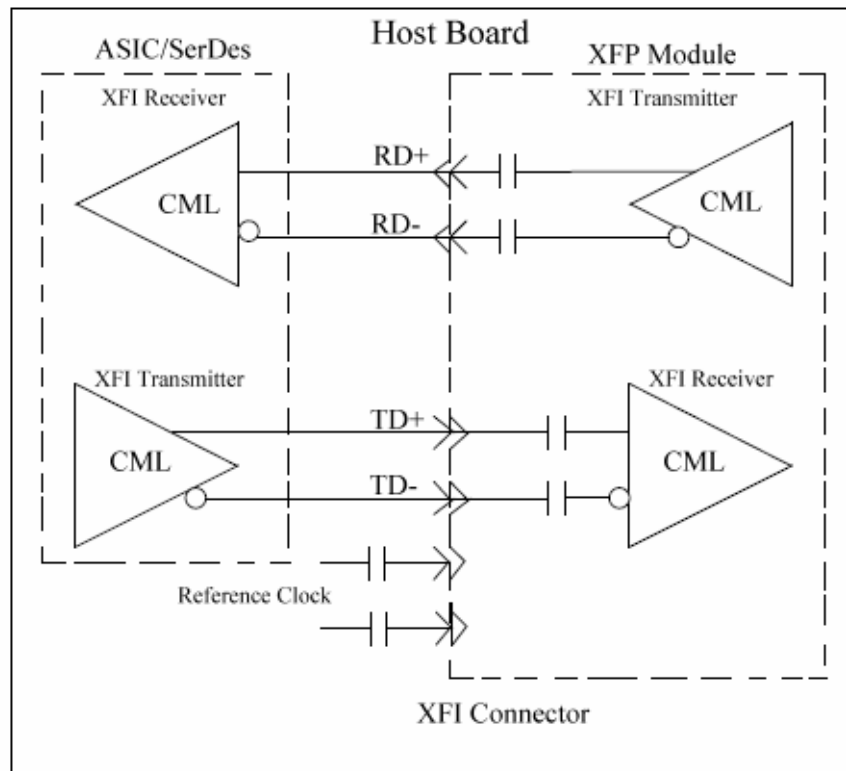 Host Board
ASIC/SerDes
XFP Module
XFI Receiver
XFI Transmitter
RD+
CML
CML
RD-
XFI Transmitter
XFI Receiver
TD+
CML
CML
TD-
Reference Clock
XFI Connector